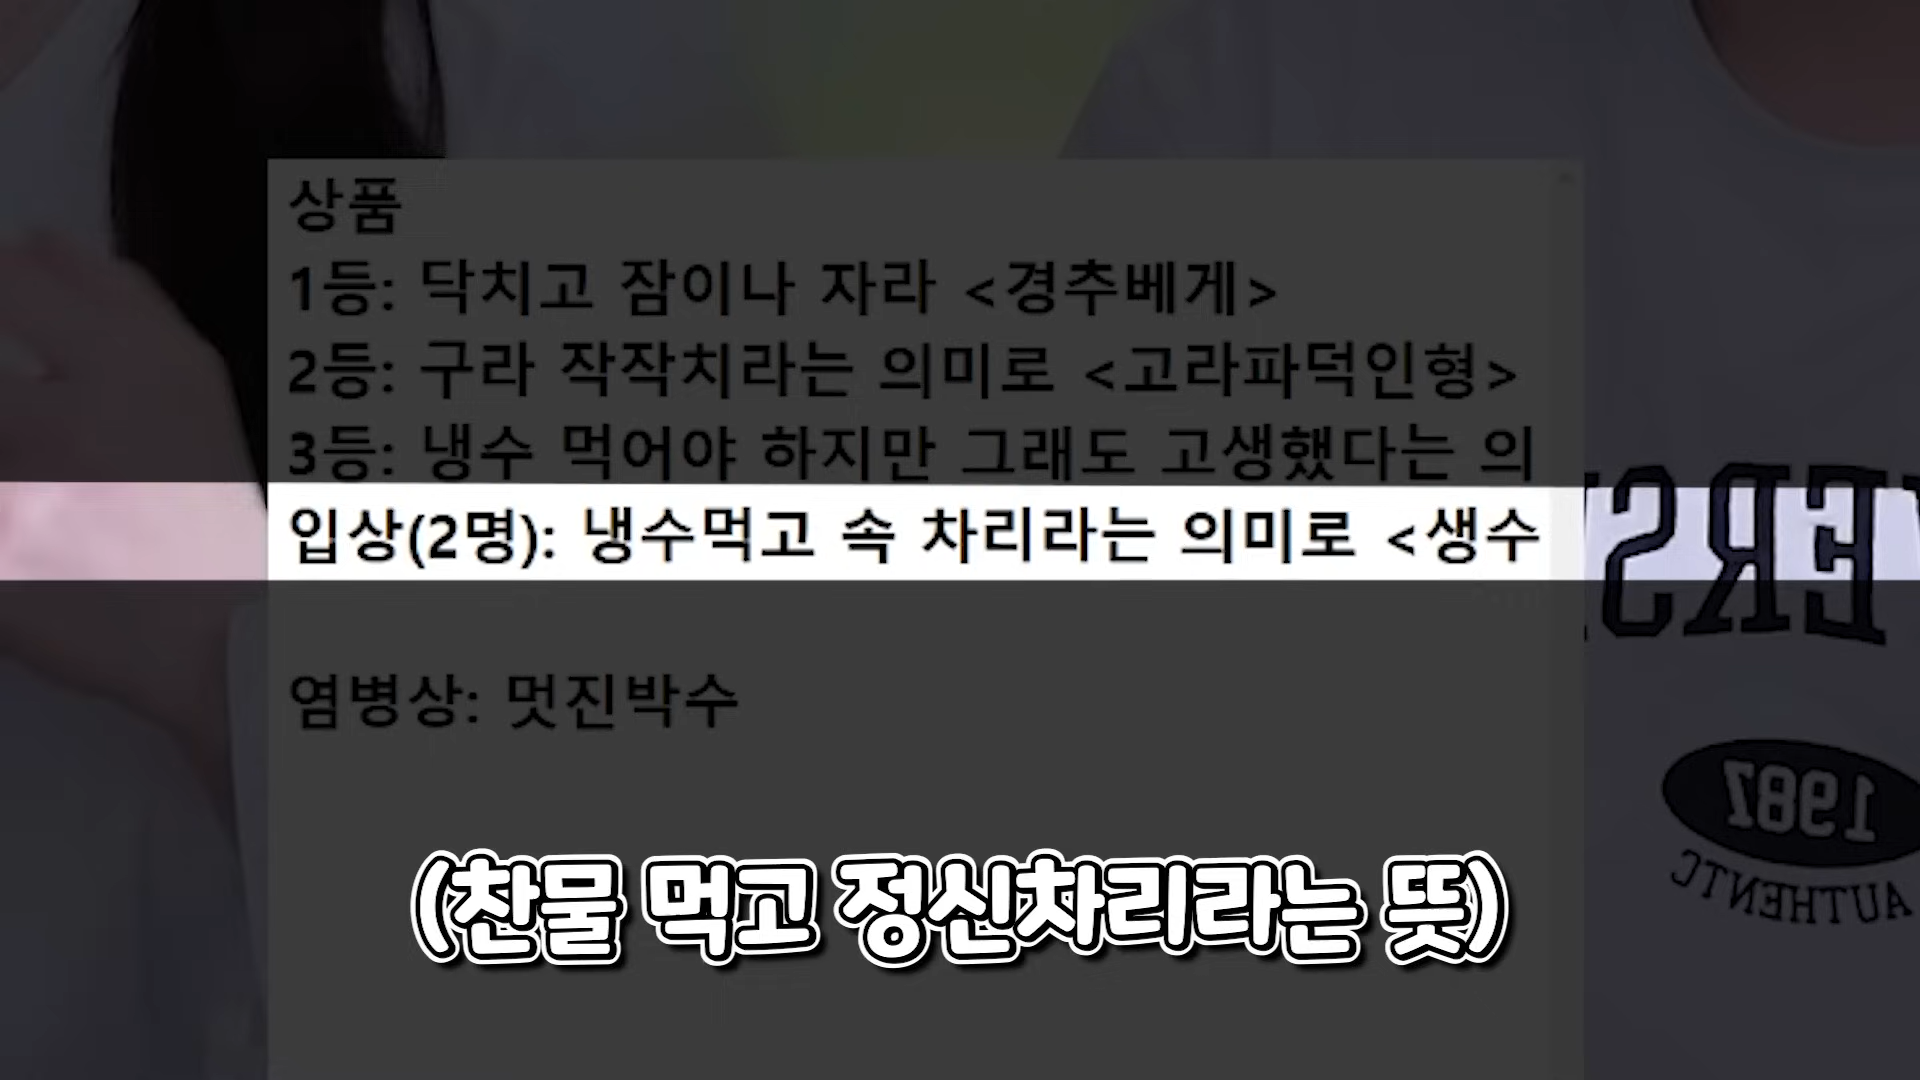 상품
1등: 닥치고 잠이나 자라 <경추베게>
2등: 구라 작작치라는 의미로 <고라파덕인형>
3등: 냉수 먹어야 하지만 그래도 고생했다는 의
입상(2명): 냉수먹고 속 차리라는 의미로 <생수
ERS
염병상: 멋진박수
1987
AUTHENTC
(찬물 먹고 정신차리라는 뜻)